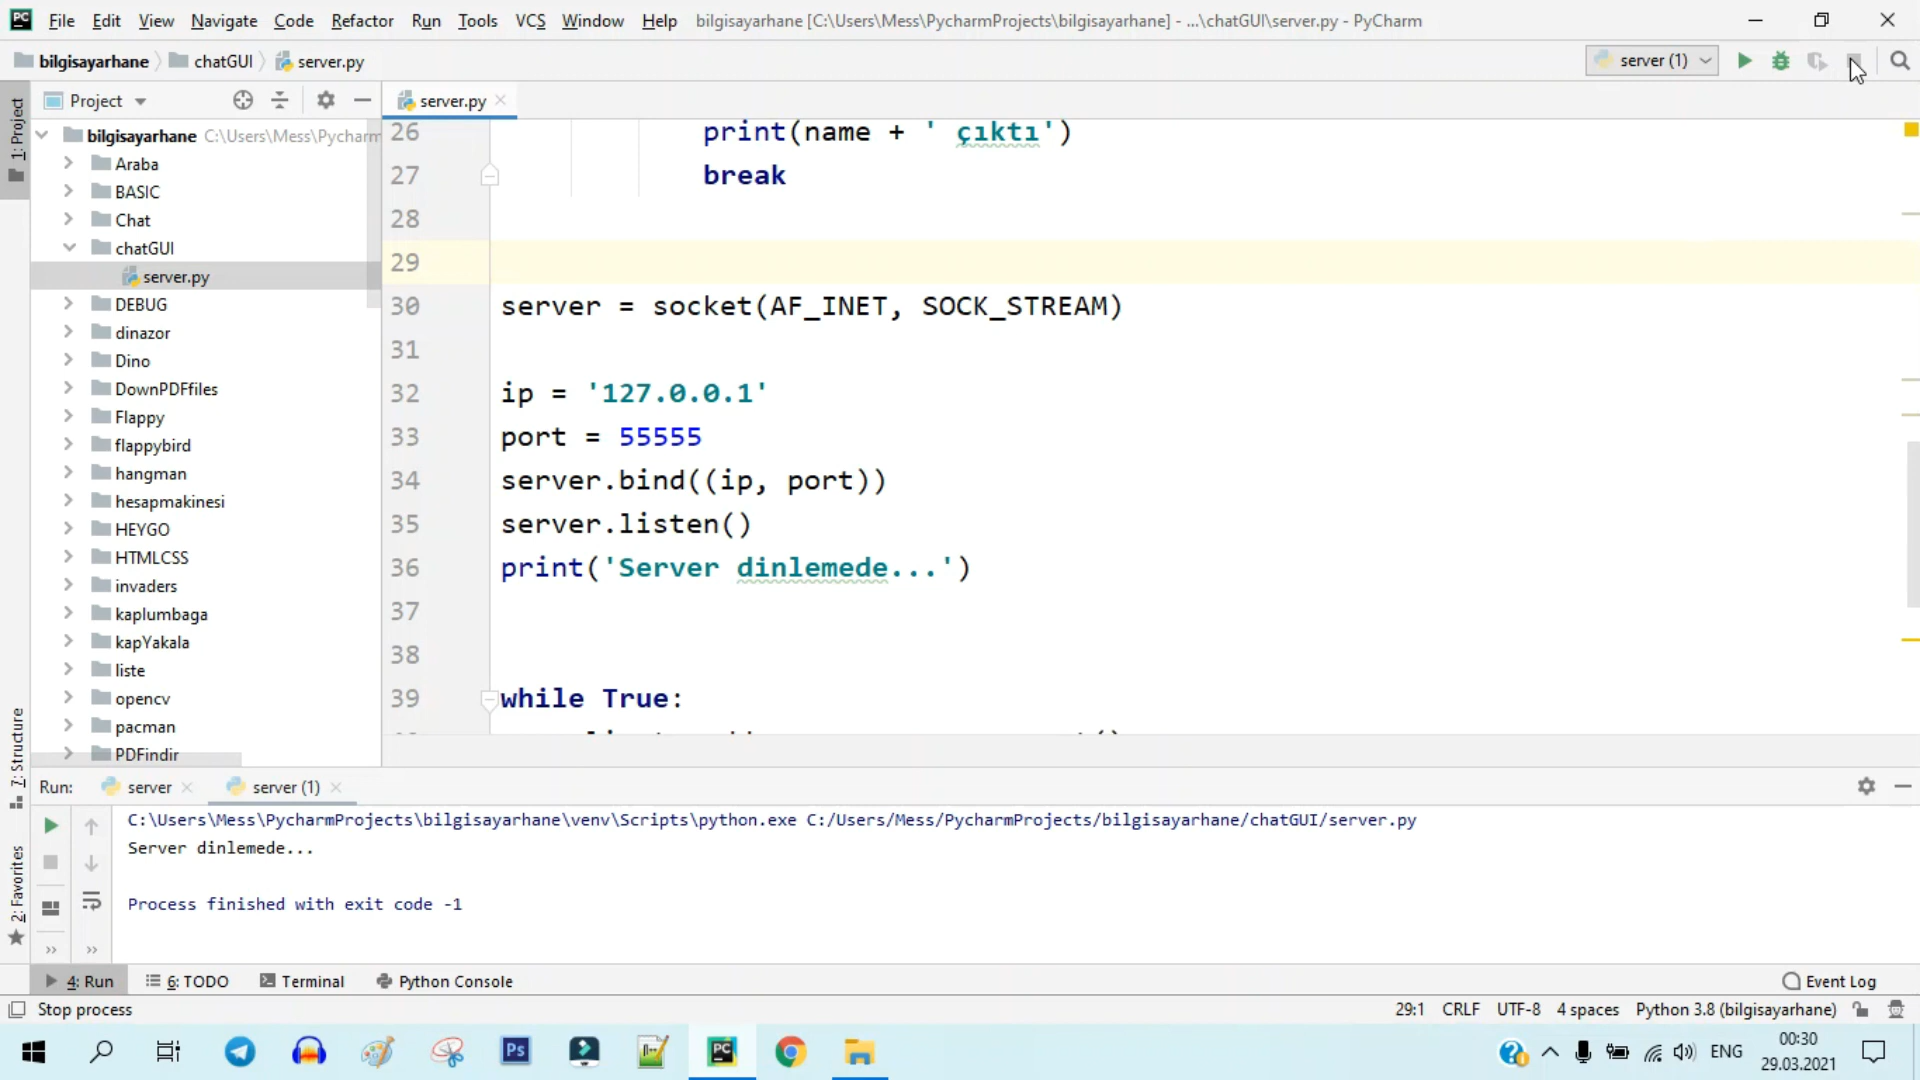 PC File Edit View Navigate Code Refactor Run Tools VCS Window Help bilgisayarhane [C:\Users\Mess\PycharmProjects\bilgisayarhane] - ...\chatGUI\server.py - PyCharm
bilgisayarhane chatGUI server.py server (1)
Project server.py
1: Project
bilgisayarhane C:\Users\Mess\Pycharm
Araba
BASIC
Chat
chatGUI
server.py
DEBUG
dinazor
Dino
DownPDFfiles
Flappy
flappybird
hangman
hesapmakinesi
HEYGO
HTMLCSS
invaders
kaplumbaga
kapYakala
liste
opencv
pacman
PDFindir
26 print(name + ' çıktı')
27 break
28
29
30 server = socket(AF_INET, SOCK_STREAM)
31
32 ip = '127.0.0.1'
33 port = 55555
34 server.bind((ip, port))
35 server.listen()
36 print('Server dinlemede...')
37
38
39 while True:
7: Structure
2: Favorites
Run: server server (1)
C:\Users\Mess\PycharmProjects\bilgisayarhane\venv\Scripts\python.exe C:/Users/Mess/PycharmProjects/bilgisayarhane/chatGUI/server.py
Server dinlemede...
Process finished with exit code -1
4: Run 6: TODO Terminal Python Console Event Log
Stop process 29:1 CRLF UTF-8 4 spaces Python 3.8 (bilgisayarhane)
Ps PC ENG 00:30
29.03.2021